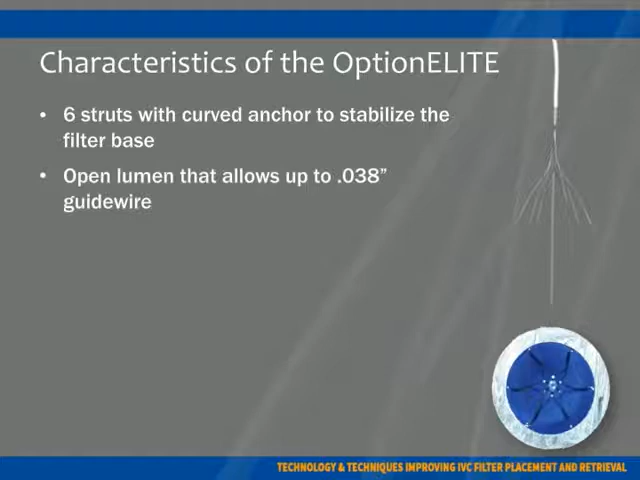 Characteristics of the OptionELITE
• 6 struts with curved anchor to stabilize the
filter base
• Open lumen that allows up to .038”
guidewire
TECHNOLOGY & TECHNIQUES IMPROVING IVC FILTER PLACEMENT AND RETRIEVAL